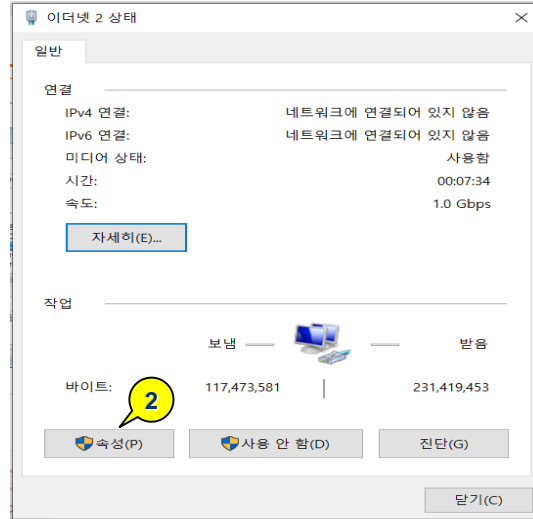 이더넷 2 상태
일반
연결
IPv4 연결: 네트워크에 연결되어 있지 않음
IPv6 연결: 네트워크에 연결되어 있지 않음
미디어 상태: 사용함
시간: 00:07:34
속도: 1.0 Gbps
자세히(E)...
작업
보냄 받음
바이트: 117,473,581 231,419,453
2
속성(P) 사용 안 함(D) 진단(G)
닫기(C)